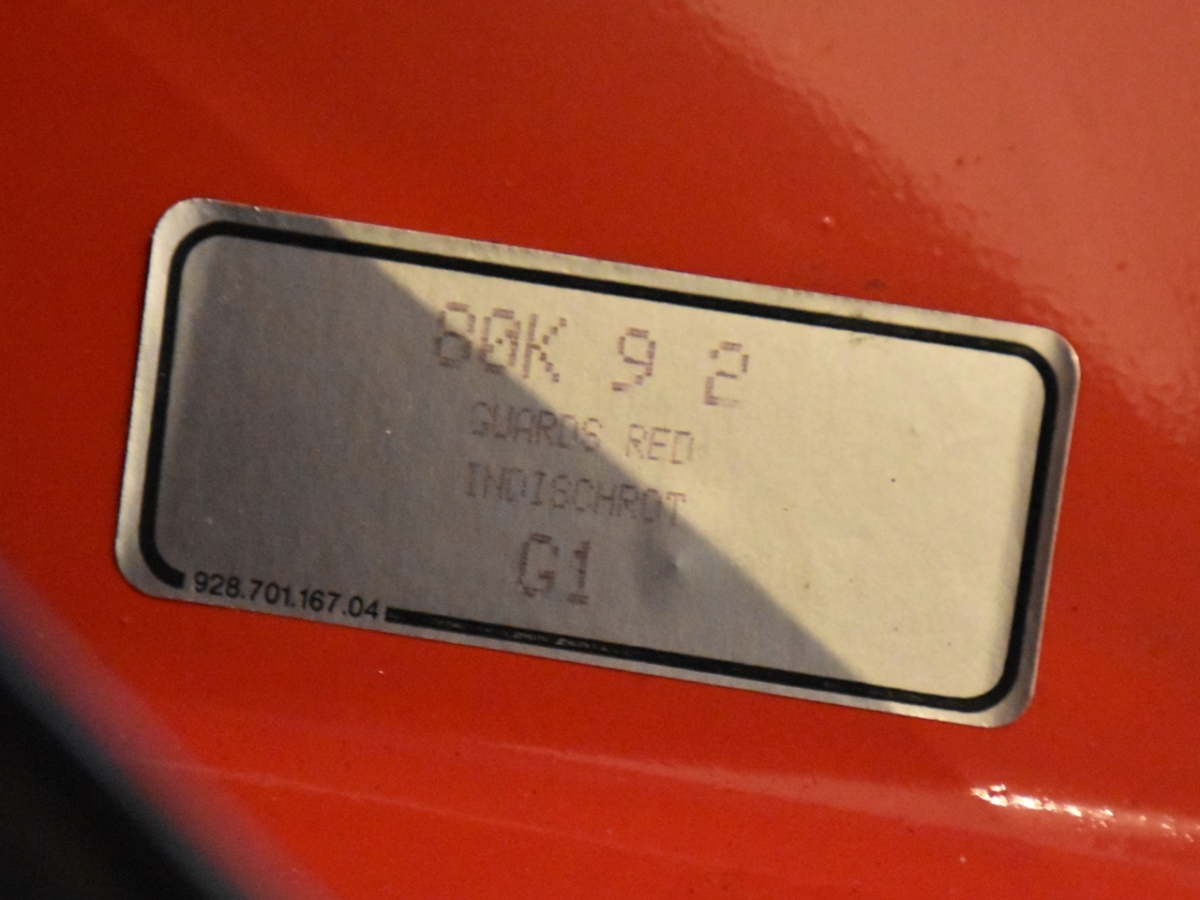 80K 9 2
GUARDS RED
INDISCHROT
G1
928.701.167.04